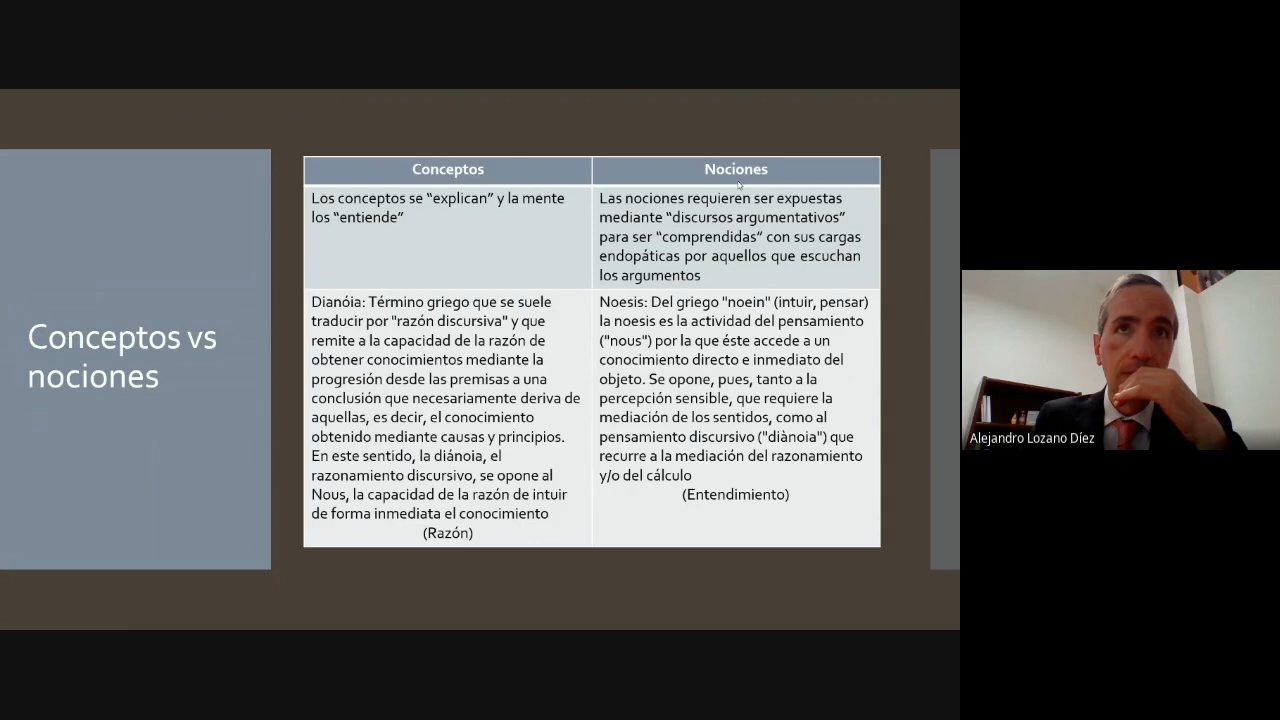 Conceptos vs
nociones
Conceptos
Nociones
Los conceptos se “explican” y la mente
los “entiende”
Las nociones requieren ser expuestas
mediante “discursos argumentativos”
para ser “comprendidas” con sus cargas
endopáticas por aquellos que escuchan
los argumentos
Dianóia: Término griego que se suele
traducir por "razón discursiva" y que
remite a la capacidad de la razón de
obtener conocimientos mediante la
progresión desde las premisas a una
conclusión que necesariamente deriva de
aquellas, es decir, el conocimiento
obtenido mediante causas y principios.
En este sentido, la diánoia, el
razonamiento discursivo, se opone al
Nous, la capacidad de la razón de intuir
de forma inmediata el conocimiento
(Razón)
Noesis: Del griego "noein" (intuir, pensar)
la noesis es la actividad del pensamiento
("nous") por la que éste accede a un
conocimiento directo e inmediato del
objeto. Se opone, pues, tanto a la
percepción sensible, que requiere la
mediación de los sentidos, como al
pensamiento discursivo ("diànoia") que
recurre a la mediación del razonamiento
y/o del cálculo
(Entendimiento)
Alejandro Lozano Díez